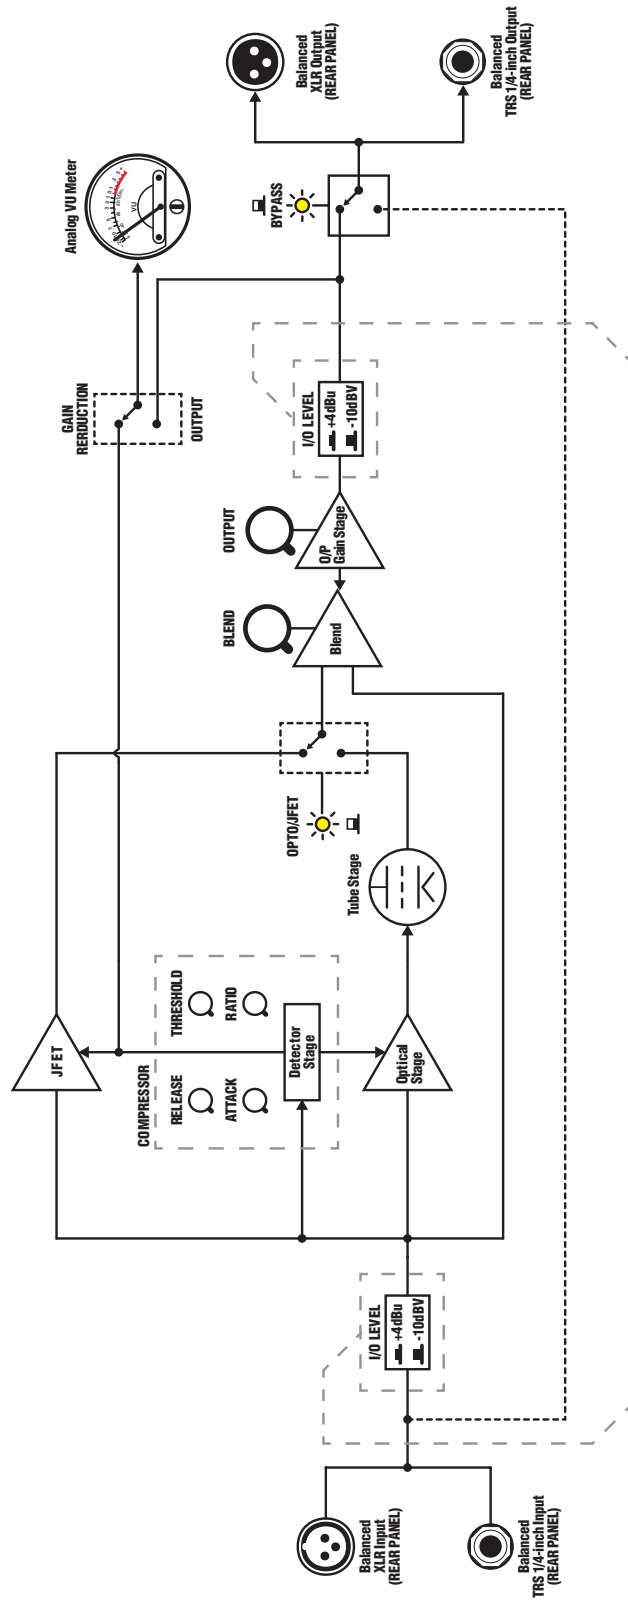 Balanced
XLR Input
(REAR PANEL)
Balanced
TRS 1/4-inch Input
(REAR PANEL)
I/O LEVEL
+4dBu
-10dBV
COMPRESSOR
RELEASE
THRESHOLD
ATTACK
RATIO
Detector
Stage
JFET
Optical
Stage
Tube Stage
OPTO/JFET
BLEND
Blend
OUTPUT
O/P
Gain Stage
I/O LEVEL
+4dBu
-10dBV
GAIN
RERDUCTION
OUTPUT
Analog VU Meter
VU
BYPASS
Balanced
XLR Output
(REAR PANEL)
Balanced
TRS 1/4-inch Output
(REAR PANEL)